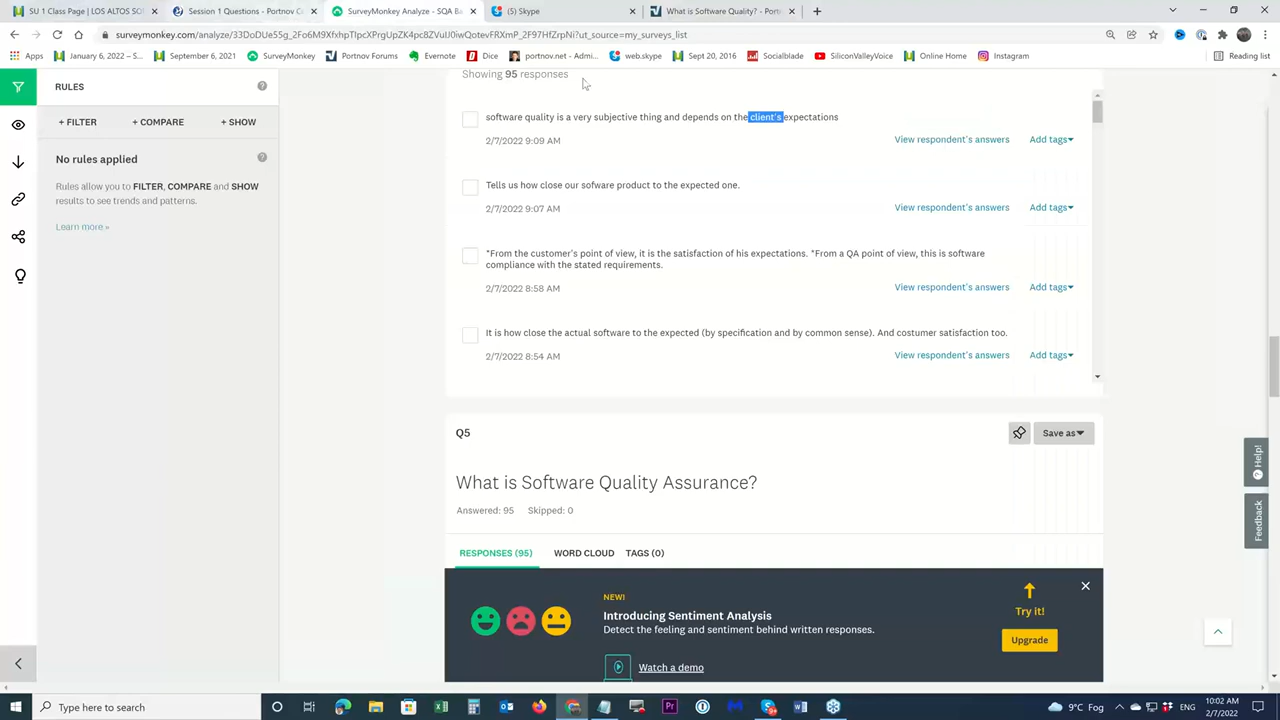 SU 1 Class Page | LOS ALTOS SO
Session 1 Questions - Portnov Co
SurveyMonkey Analyze - SQA BA
(5) Skype
What is Software Quality? - Port
surveymonkey.com/analyze/33DoDUe55g_2Fo6M9XfxhpTlpcXPrgUpZK4pc8ZVuIJ0iwQotevFRXmP_2F97HfZrpNi?ut_source=my_surveys_list
Apps
January 6, 2022 – S...
September 6, 2021
SurveyMonkey
Portnov Forums
Evernote
Dice
portnov.net - Admi...
web.skype
Sept 20, 2016
Socialblade
SiliconValleyVoice
Online Home
Instagram
Reading list
RULES
+ FILTER
+ COMPARE
+ SHOW
No rules applied
Rules allow you to FILTER, COMPARE and SHOW
results to see trends and patterns.
Learn more »
Showing 95 responses
software quality is a very subjective thing and depends on the client's expectations
2/7/2022 9:09 AM
View respondent's answers
Add tags
Tells us how close our sofware product to the expected one.
2/7/2022 9:07 AM
View respondent's answers
Add tags
*From the customer's point of view, it is the satisfaction of his expectations. *From a QA point of view, this is software
compliance with the stated requirements.
2/7/2022 8:58 AM
View respondent's answers
Add tags
It is how close the actual software to the expected (by specification and by common sense). And costumer satisfaction too.
2/7/2022 8:54 AM
View respondent's answers
Add tags
Q5
Save as
What is Software Quality Assurance?
Answered: 95
Skipped: 0
RESPONSES (95)
WORD CLOUD
TAGS (0)
NEW!
Introducing Sentiment Analysis
Detect the feeling and sentiment behind written responses.
Watch a demo
Try it!
Upgrade
Help!
Feedback
Type here to search
9°C Fog
10:02 AM
2/7/2022